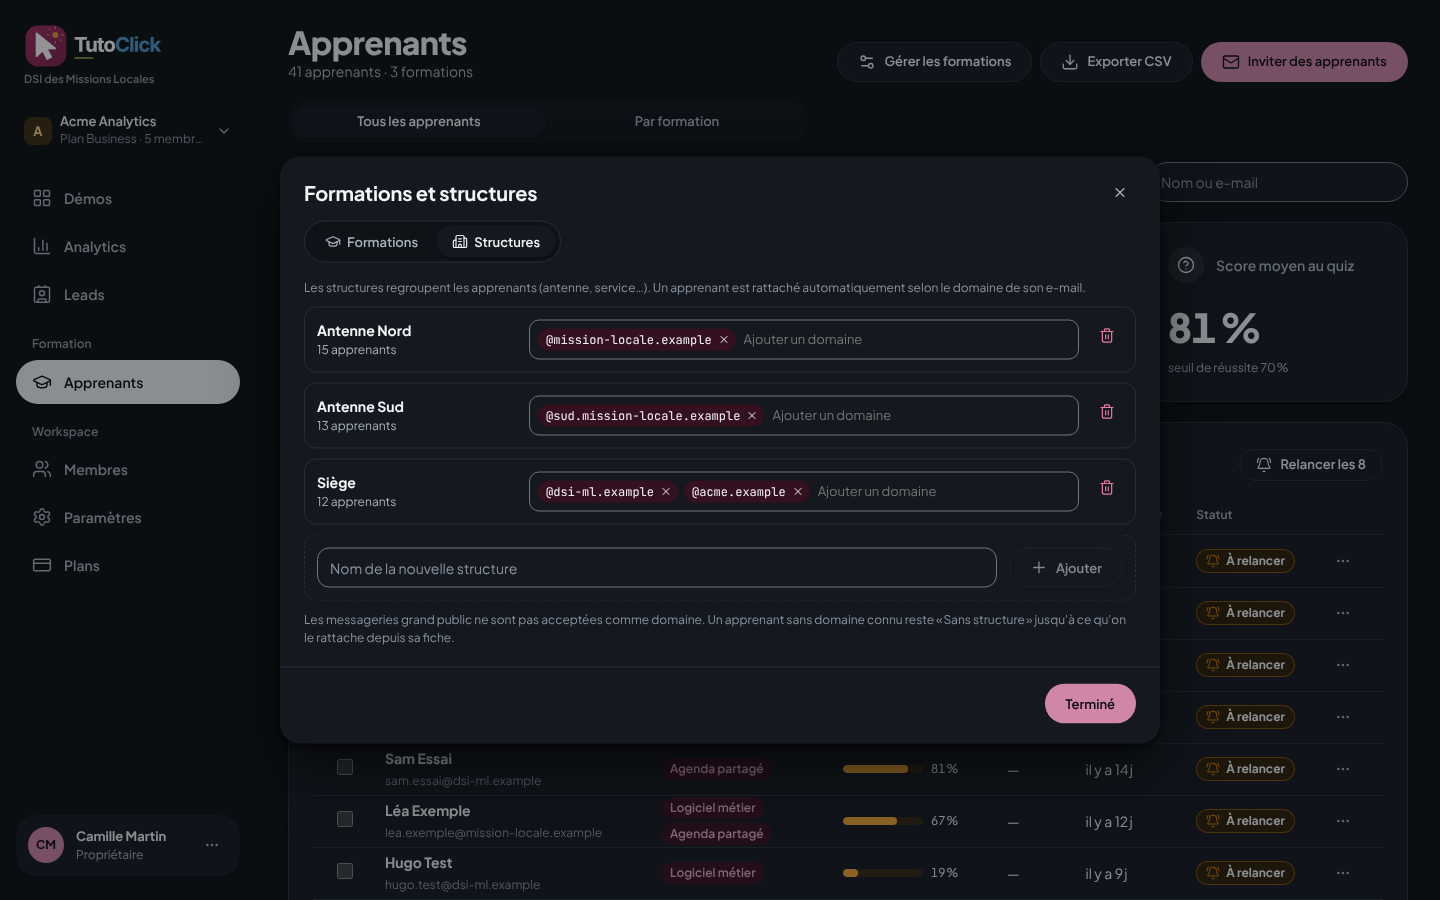 TutoClick
DSI des Missions Locales
A
Acme Analytics
Plan Business · 5 membr...
Démos
Analytics
Leads
Formation
Apprenants
Workspace
Membres
Paramètres
Plans
CM
Camille Martin
Propriétaire
Apprenants
41 apprenants · 3 formations
Gérer les formations
Exporter CSV
Inviter des apprenants
Tous les apprenants
Par formation
Nom ou e-mail
Score moyen au quiz
81 %
seuil de réussite 70 %
Relancer les 8
Statut
À relancer
À relancer
À relancer
À relancer
Formations et structures
Formations
Structures
Les structures regroupent les apprenants (antenne, service…). Un apprenant est rattaché automatiquement selon le domaine de son e-mail.
Antenne Nord
15 apprenants
@mission-locale.example
Ajouter un domaine
Antenne Sud
13 apprenants
@sud.mission-locale.example
Ajouter un domaine
Siège
12 apprenants
@dsi-ml.example
@acme.example
Ajouter un domaine
Nom de la nouvelle structure
Ajouter
Les messageries grand public ne sont pas acceptées comme domaine. Un apprenant sans domaine connu reste « Sans structure » jusqu'à ce qu'on
le rattache depuis sa fiche.
Terminé
Sam Essai
sam.essai@dsi-ml.example
Agenda partagé
81 %
—
il y a 14 j
À relancer
Léa Exemple
lea.exemple@mission-locale.example
Logiciel métier
Agenda partagé
67 %
—
il y a 12 j
À relancer
Hugo Test
hugo.test@dsi-ml.example
Logiciel métier
19 %
—
il y a 9 j
À relancer